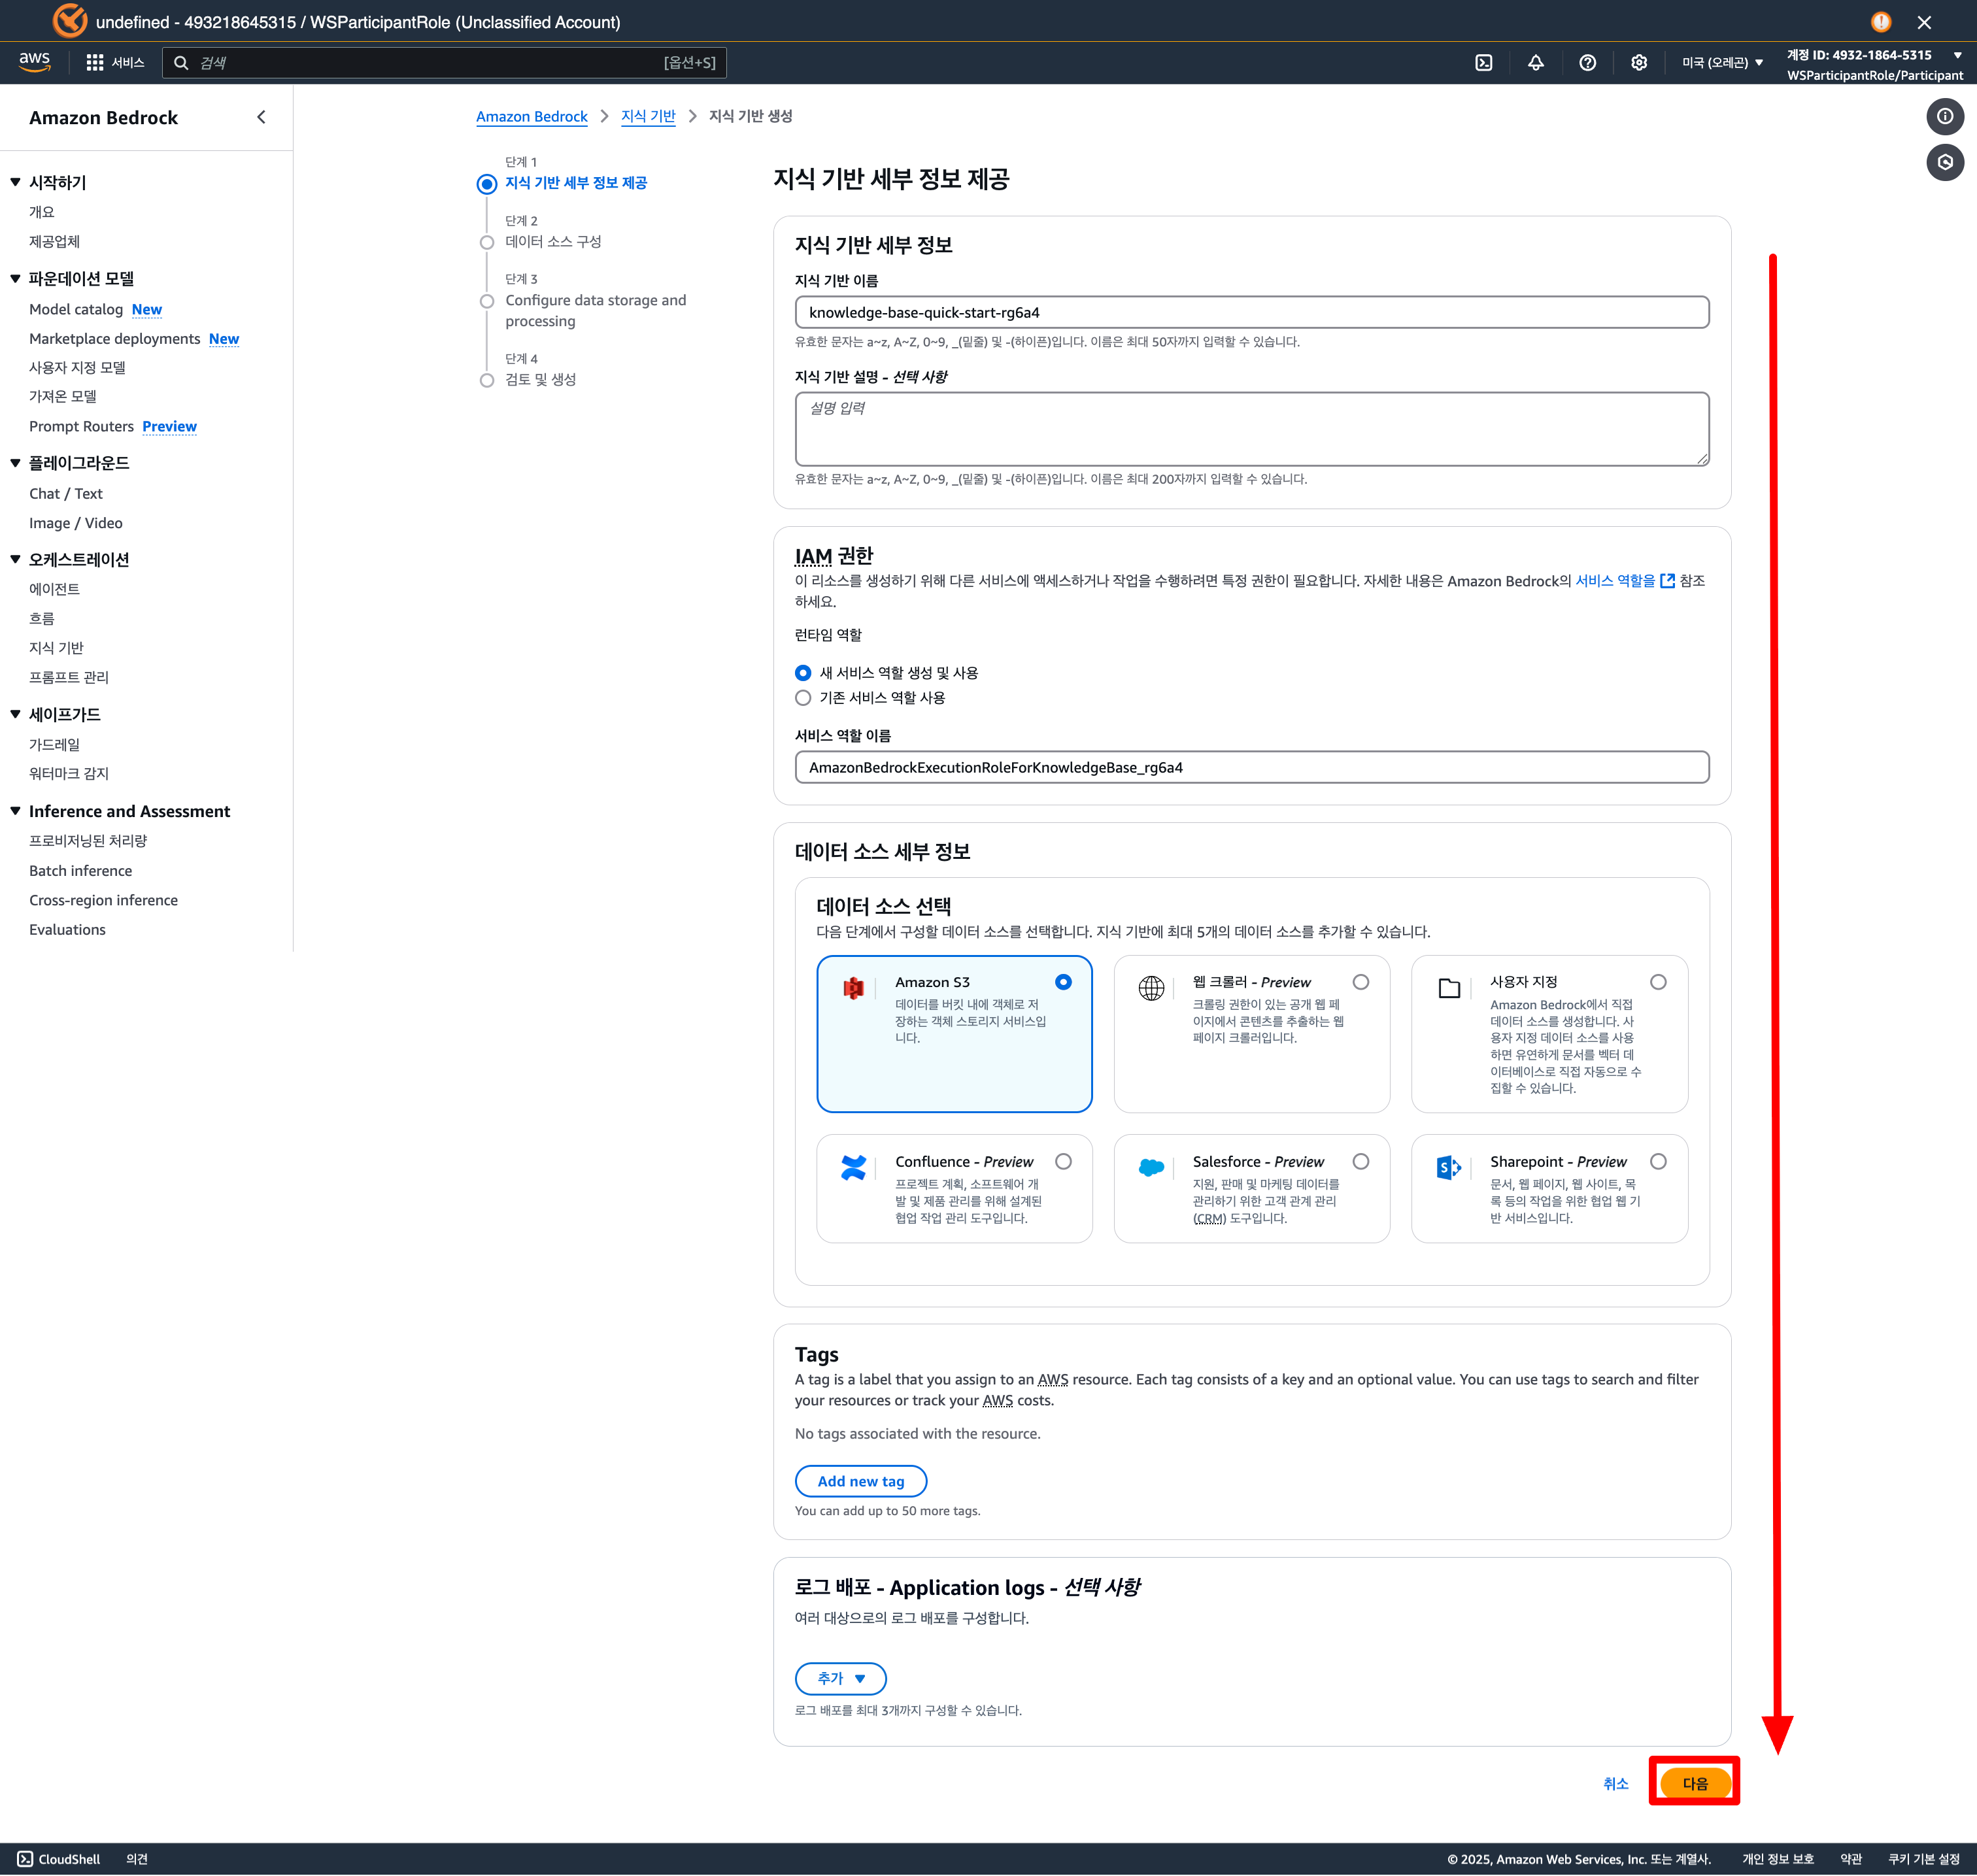 undefined - 493218645315 / WSParticipantRole (Unclassified Account)
aws
서비스
검색
[옵션+S]
미국 (오레곤)
계정 ID: 4932-1864-5315
WSParticipantRole/Participant
Amazon Bedrock
시작하기
개요
제공업체
파운데이션 모델
Model catalog New
Marketplace deployments New
사용자 지정 모델
가져온 모델
Prompt Routers Preview
플레이그라운드
Chat / Text
Image / Video
오케스트레이션
에이전트
흐름
지식 기반
프롬프트 관리
세이프가드
가드레일
워터마크 감지
Inference and Assessment
프로비저닝된 처리량
Batch inference
Cross-region inference
Evaluations
Amazon Bedrock
지식 기반
지식 기반 생성
단계 1
지식 기반 세부 정보 제공
단계 2
데이터 소스 구성
단계 3
Configure data storage and
processing
단계 4
검토 및 생성
지식 기반 세부 정보 제공
지식 기반 세부 정보
지식 기반 이름
knowledge-base-quick-start-rg6a4
유효한 문자는 a~z, A~Z, 0~9, _(밑줄) 및 -(하이픈)입니다. 이름은 최대 50자까지 입력할 수 있습니다.
지식 기반 설명 - 선택 사항
설명 입력
유효한 문자는 a~z, A~Z, 0~9, _(밑줄) 및 -(하이픈)입니다. 이름은 최대 200자까지 입력할 수 있습니다.
IAM 권한
이 리소스를 생성하기 위해 다른 서비스에 액세스하거나 작업을 수행하려면 특정 권한이 필요합니다. 자세한 내용은 Amazon Bedrock의 서비스 역할을 참조
하세요.
런타임 역할
새 서비스 역할 생성 및 사용
기존 서비스 역할 사용
서비스 역할 이름
AmazonBedrockExecutionRoleForKnowledgeBase_rg6a4
데이터 소스 세부 정보
데이터 소스 선택
다음 단계에서 구성할 데이터 소스를 선택합니다. 지식 기반에 최대 5개의 데이터 소스를 추가할 수 있습니다.
Amazon S3
데이터를 버킷 내에 객체로 저
장하는 객체 스토리지 서비스입
니다.
웹 크롤러 - Preview
크롤링 권한이 있는 공개 웹 페
이지에서 콘텐츠를 추출하는 웹
페이지 크롤러입니다.
사용자 지정
Amazon Bedrock에서 직접
데이터 소스를 생성합니다. 사
용자 지정 데이터 소스를 사용
하면 유연하게 문서를 벡터 데
이터베이스로 직접 자동으로 수
집할 수 있습니다.
Confluence - Preview
프로젝트 계획, 소프트웨어 개
발 및 제품 관리를 위해 설계된
협업 작업 관리 도구입니다.
Salesforce - Preview
지원, 판매 및 마케팅 데이터를
관리하기 위한 고객 관계 관리
(CRM) 도구입니다.
Sharepoint - Preview
문서, 웹 페이지, 웹 사이트, 목
록 등의 작업을 위한 협업 웹 기
반 서비스입니다.
Tags
A tag is a label that you assign to an AWS resource. Each tag consists of a key and an optional value. You can use tags to search and filter
your resources or track your AWS costs.
No tags associated with the resource.
Add new tag
You can add up to 50 more tags.
로그 배포 - Application logs - 선택 사항
여러 대상으로의 로그 배포를 구성합니다.
추가
로그 배포를 최대 3개까지 구성할 수 있습니다.
취소
다음
CloudShell
의견
© 2025, Amazon Web Services, Inc. 또는 계열사.
개인 정보 보호
약관
쿠키 기본 설정